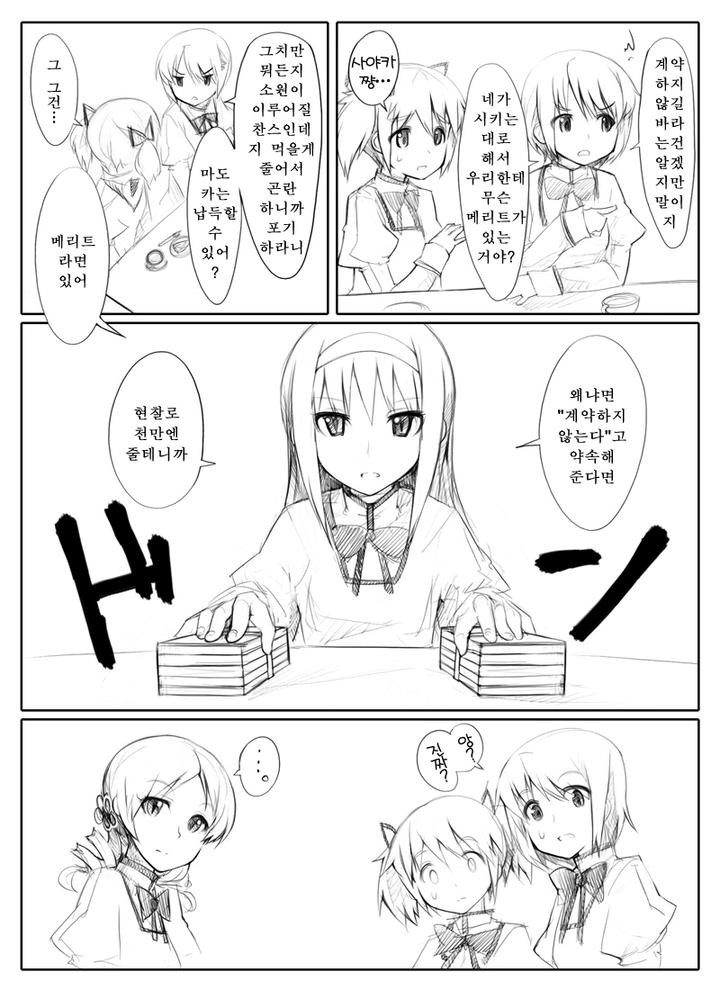 계약
하지
않길
바라
는건
알겠
지만
말이
지
네가
시키는
대로
해서
우리한테
무슨
메리트가
있는
거야?
사야카
쨩…
그치만
뭐든지
소원이
이루어질
찬스인데
지 먹을게
줄어서
곤란
하니까
포기
하라니
마도
카는
납득할
수
있어
?
그
그건…
메리트
라면
있어
왜냐면
"계약하지
않는다"고
약속해
준다면
현찰로
천만엔
줄테니까
ドン
앙?
진짜?
…。